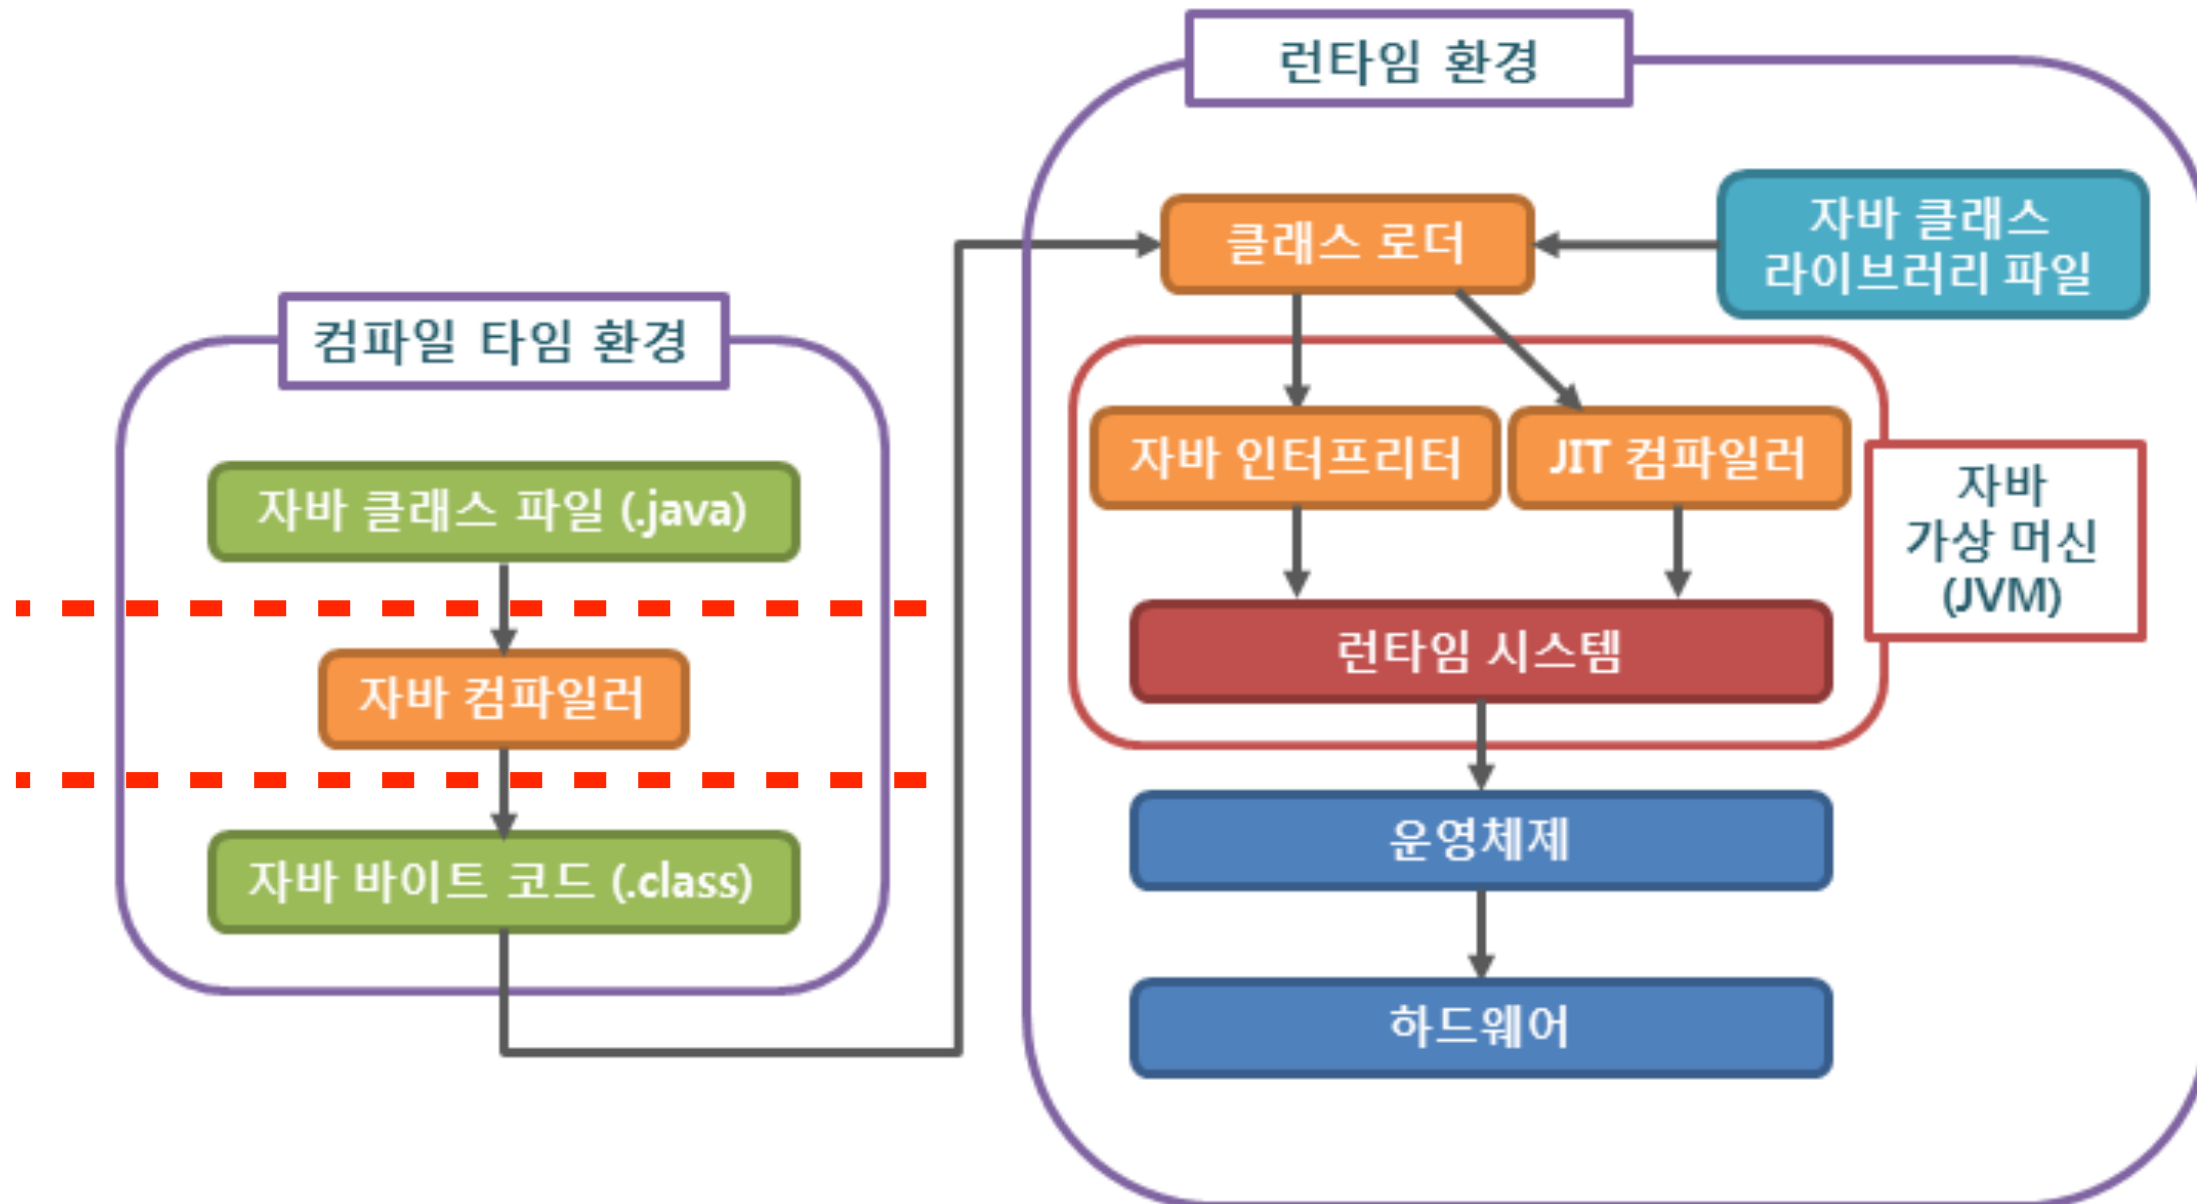 런타임 환경
클래스 로더
자바 클래스
라이브러리 파일
컴파일 타임 환경
자바 클래스 파일 (.java)
자바 컴파일러
자바 바이트 코드 (.class)
자바 인터프리터
JIT 컴파일러
자바
가상 머신
(JVM)
런타임 시스템
운영체제
하드웨어